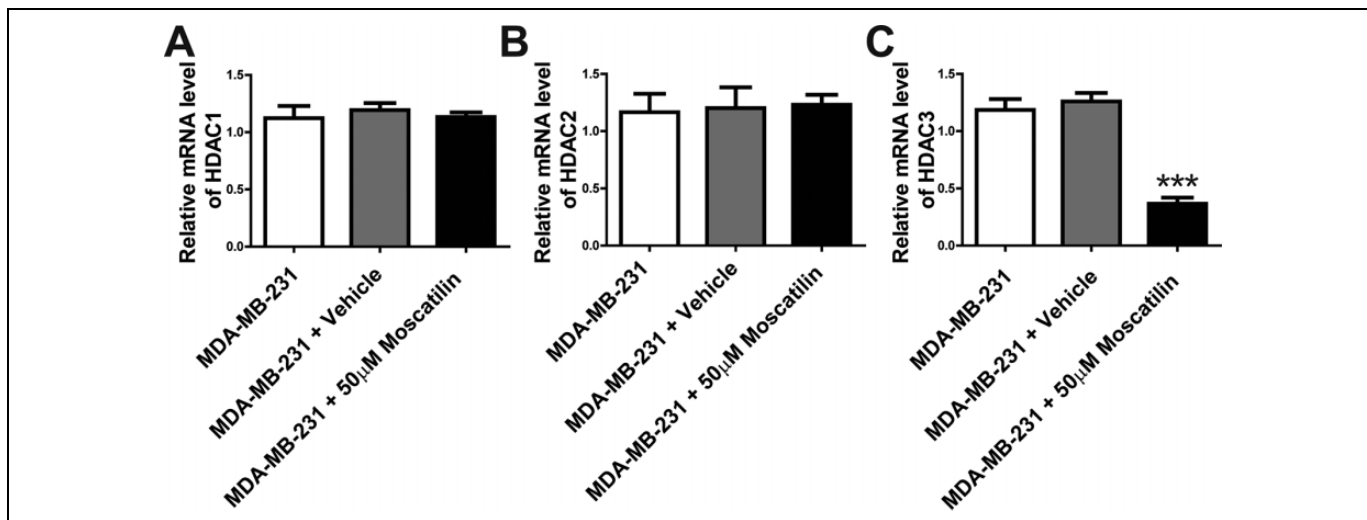 A
Relative mRNA level
of HDAC1
1.5
1.0
0.5
0.0
MDA-MB-231
MDA-MB-231 + Vehicle
MDA-MB-231 + 50μM Moscatilin
B
Relative mRNA level
of HDAC2
1.5
1.0
0.5
0.0
MDA-MB-231
MDA-MB-231 + Vehicle
MDA-MB-231 + 50μM Moscatilin
C
Relative mRNA level
of HDAC3
1.5
1.0
0.5
0.0
***
MDA-MB-231
MDA-MB-231 + Vehicle
MDA-MB-231 + 50μM Moscatilin